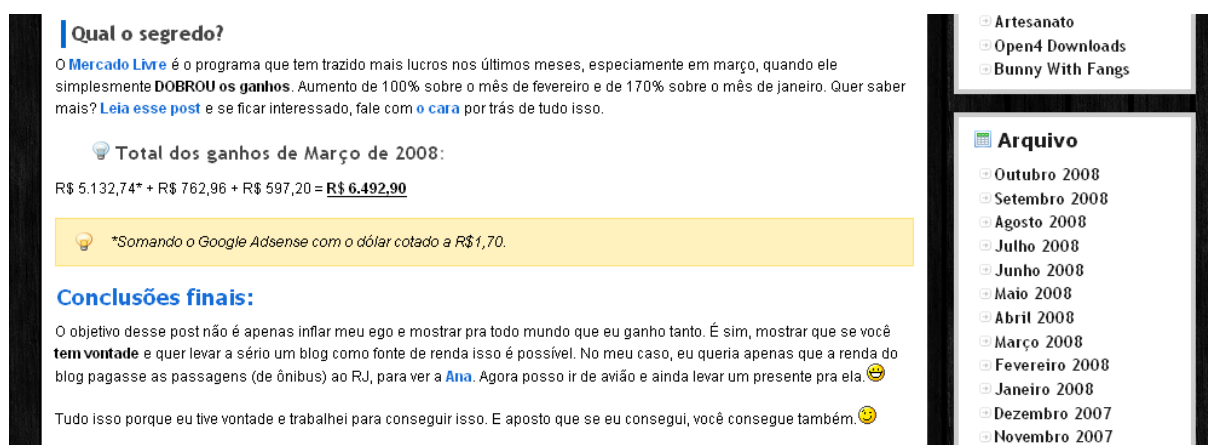 Qual o segredo?
O Mercado Livre é o programa que tem trazido mais lucros nos últimos meses, especiamente em março, quando ele
simplesmente DOBROU os ganhos. Aumento de 100% sobre o mês de fevereiro e de 170% sobre o mês de janeiro. Quer saber
mais? Leia esse post e se ficar interessado, fale com o cara por trás de tudo isso.
Total dos ganhos de Março de 2008:
R$ 5.132,74* + R$ 762,96 + R$ 597,20 = R$ 6.492,90
*Somando o Google Adsense com o dólar cotado a R$1,70.
Conclusões finais:
O objetivo desse post não é apenas inflar meu ego e mostrar pra todo mundo que eu ganho tanto. É sim, mostrar que se você
tem vontade e quer levar a sério um blog como fonte de renda isso é possível. No meu caso, eu queria apenas que a renda do
blog pagasse as passagens (de ônibus) ao RJ, para ver a Ana. Agora posso ir de avião e ainda levar um presente pra ela.
Tudo isso porque eu tive vontade e trabalhei para conseguir isso. E aposto que se eu consegui, você consegue também.
Artesanato
Open4 Downloads
Bunny With Fangs
Arquivo
Outubro 2008
Setembro 2008
Agosto 2008
Julho 2008
Junho 2008
Maio 2008
Abril 2008
Março 2008
Fevereiro 2008
Janeiro 2008
Dezembro 2007
Novembro 2007